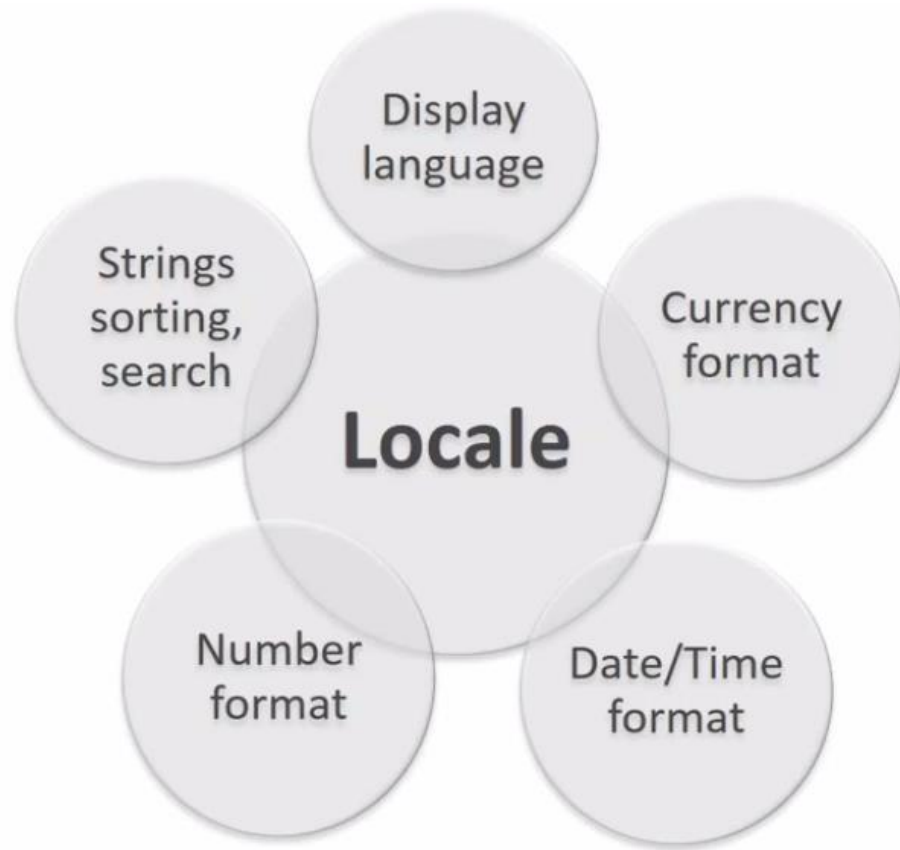 Display
language
Strings
sorting,
search
Currency
format
Locale
Number
format
Date/Time
format